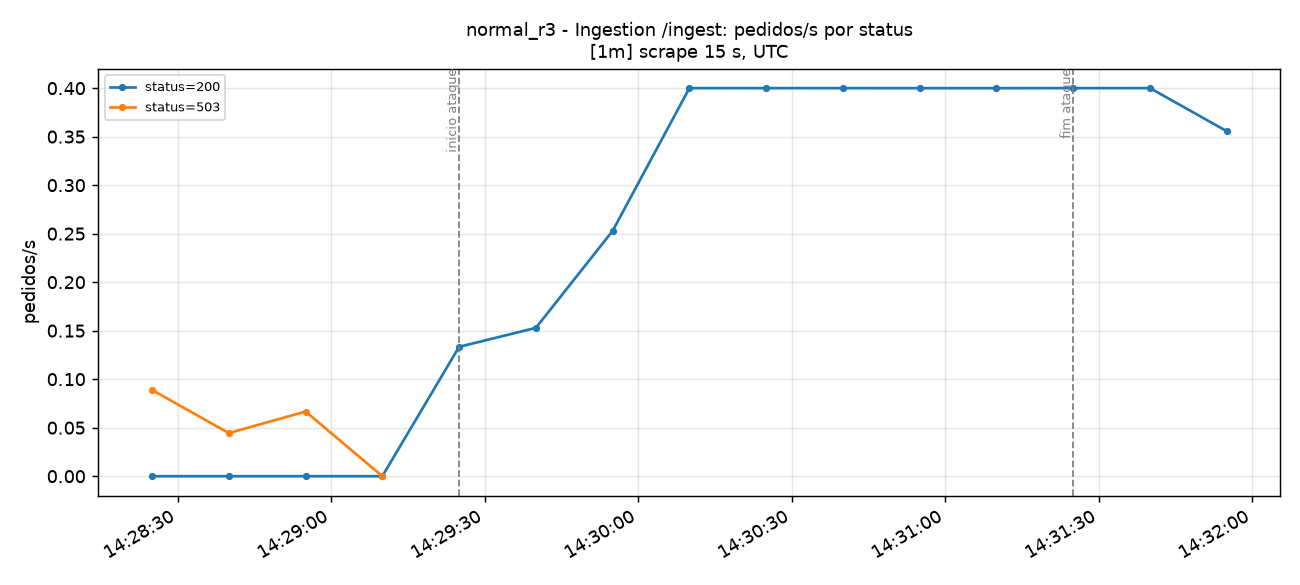 normal_r3 - Ingestion /ingest: pedidos/s por status
[1m] scrape 15 s, UTC
status=200
status=503
inicio ataque
fim ataque
pedidos/s
0.40
0.35
0.30
0.25
0.20
0.15
0.10
0.05
0.00
14:28:30
14:29:00
14:29:30
14:30:00
14:30:30
14:31:00
14:31:30
14:32:00